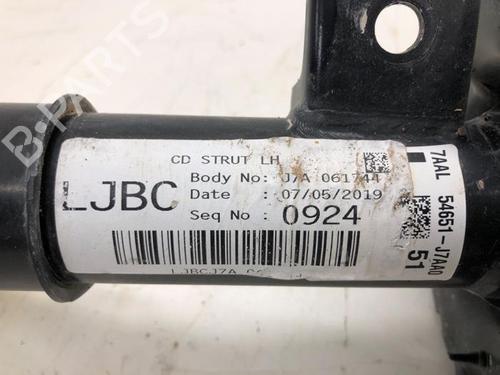 CD STRUT LH
LJBC
Body No : J7A 061744
Date : 07/05/2019
Seq No : 0924
7AAL 54651-J7AA0
51
B-PARTS